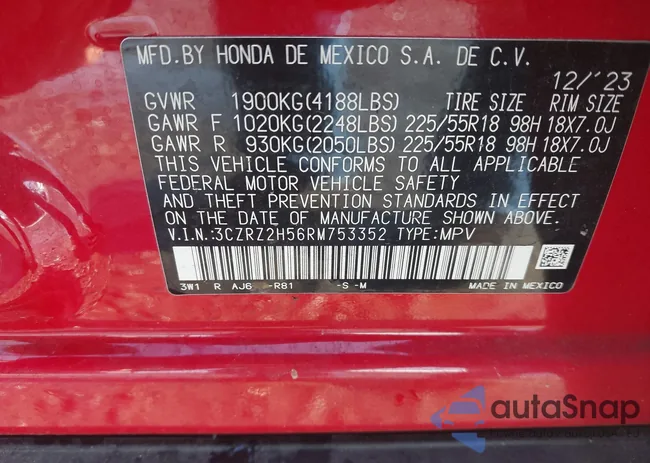 MFD.BY HONDA DE MEXICO S.A. DE C.V.
12/'23
GVWR 1900KG(4188LBS) TIRE SIZE RIM SIZE
GAWR F 1020KG(2248LBS) 225/55R18 98H 18X7.0J
GAWR R 930KG(2050LBS) 225/55R18 98H 18X7.0J
THIS VEHICLE CONFORMS TO ALL APPLICABLE
FEDERAL MOTOR VEHICLE SAFETY
AND THEFT PREVENTION STANDARDS IN EFFECT
ON THE DATE OF MANUFACTURE SHOWN ABOVE.
V.I.N.:3CZRZ2H56RM753352 TYPE:MPV
3W1 R AJ6 -R81 -S -M MADE IN MEXICO
autaSnap